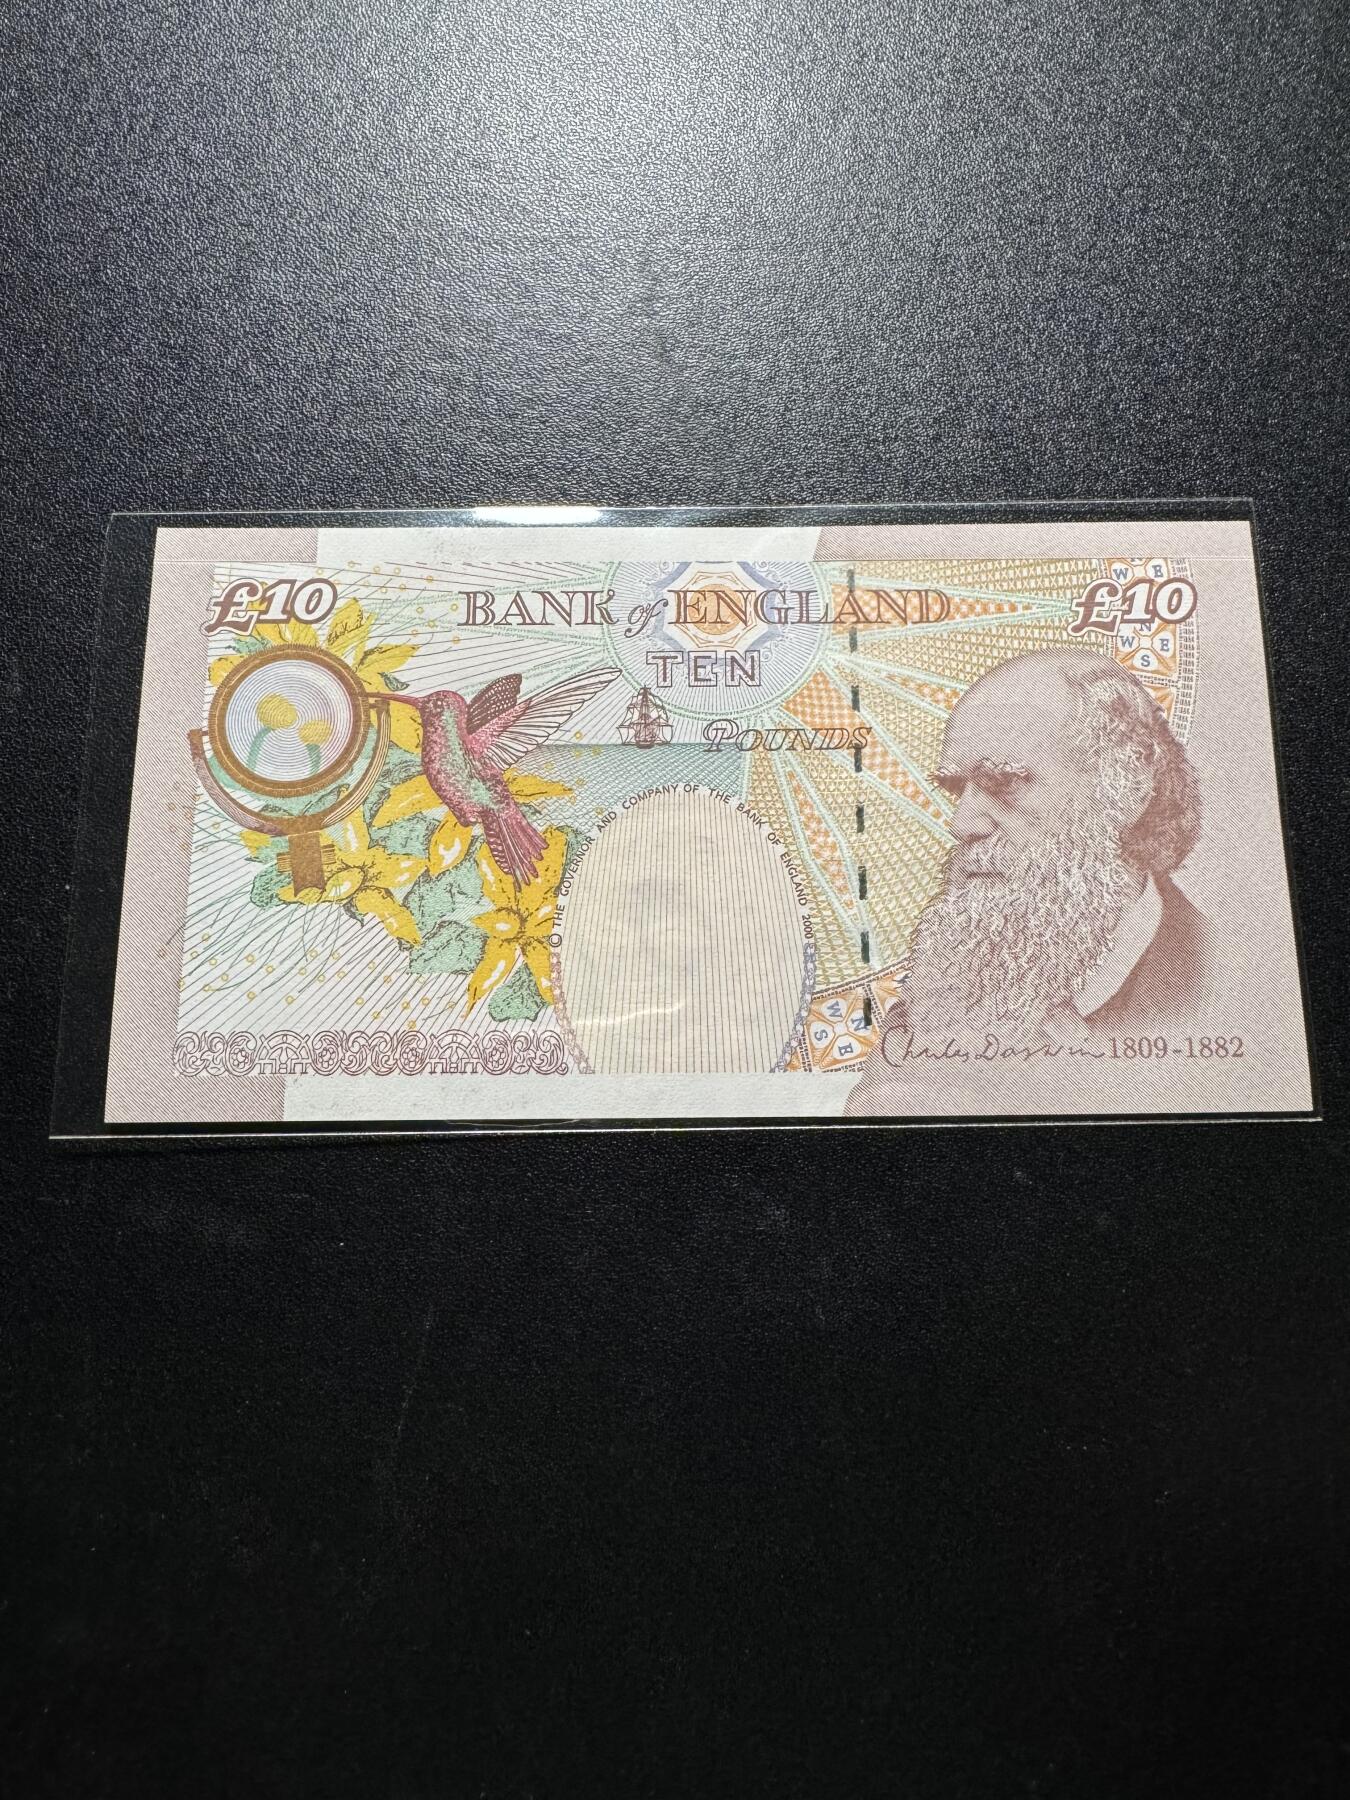 £10
BANK of ENGLAND
£10
TEN
POUNDS
© THE GOVERNOR AND COMPANY OF THE BANK OF ENGLAND 2000
W E
N
W E
S
N
W
S
E
Charles Darwin 1809-1882